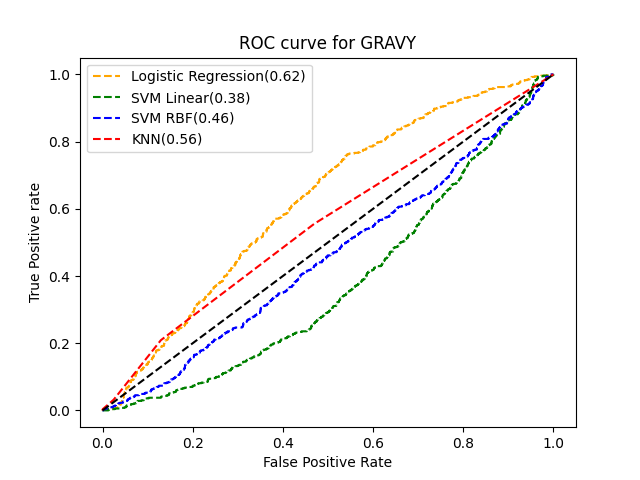 ROC curve for GRAVY
Logistic Regression(0.62)
SVM Linear(0.38)
SVM RBF(0.46)
KNN(0.56)
1.0
0.8
0.6
0.4
0.2
0.0
True Positive rate
0.0 0.2 0.4 0.6 0.8 1.0
False Positive Rate